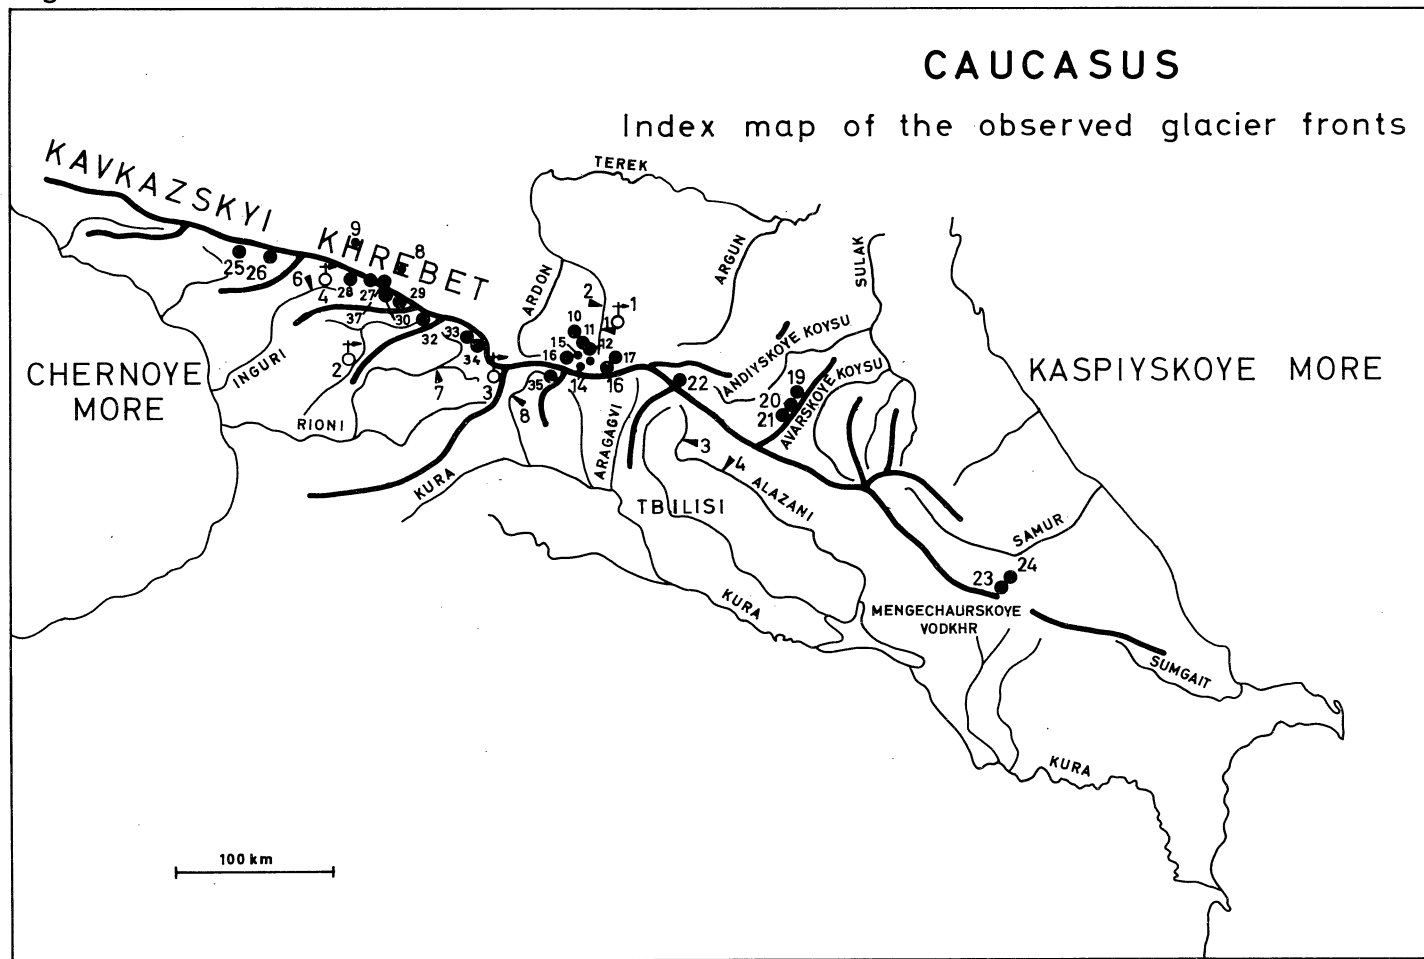 CAUCASUS
Index map of the observed glacier fronts
KAVKAZSKYI
KHREBET
TEREK
ARGUN
SULAK
ARDON
9
8
25
26
6
4
28
27
29
37
30
32
33
34
2
1
10
11
1
12
15
16
17
14
16
35
3
7
8
2
INGURI
RIONI
CHERNOYE
MORE
KURA
ARAGAGVI
ANDIYSKOYE KOYSU
AVARSKOYE KOYSU
19
20
21
22
3
4
ALAZANI
TBILISI
KASPIYSKOYE MORE
SAMUR
23
24
KURA
MENGECHAURSKOYE
VODKHR
SUMGAIT
KURA
100 km